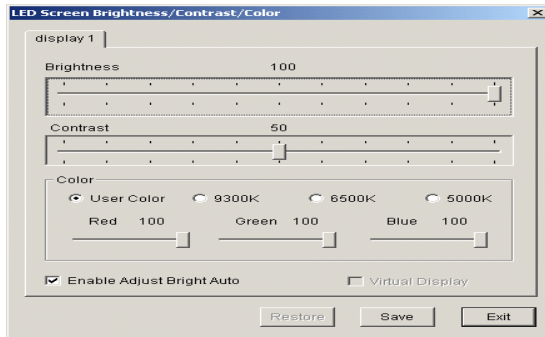 LED Screen Brightness/Contrast/Color
display 1
Brightness 100
Contrast 50
Color
User Color 9300K 6500K 5000K
Red 100 Green 100 Blue 100
Enable Adjust Bright Auto Virtual Display
Restore Save Exit